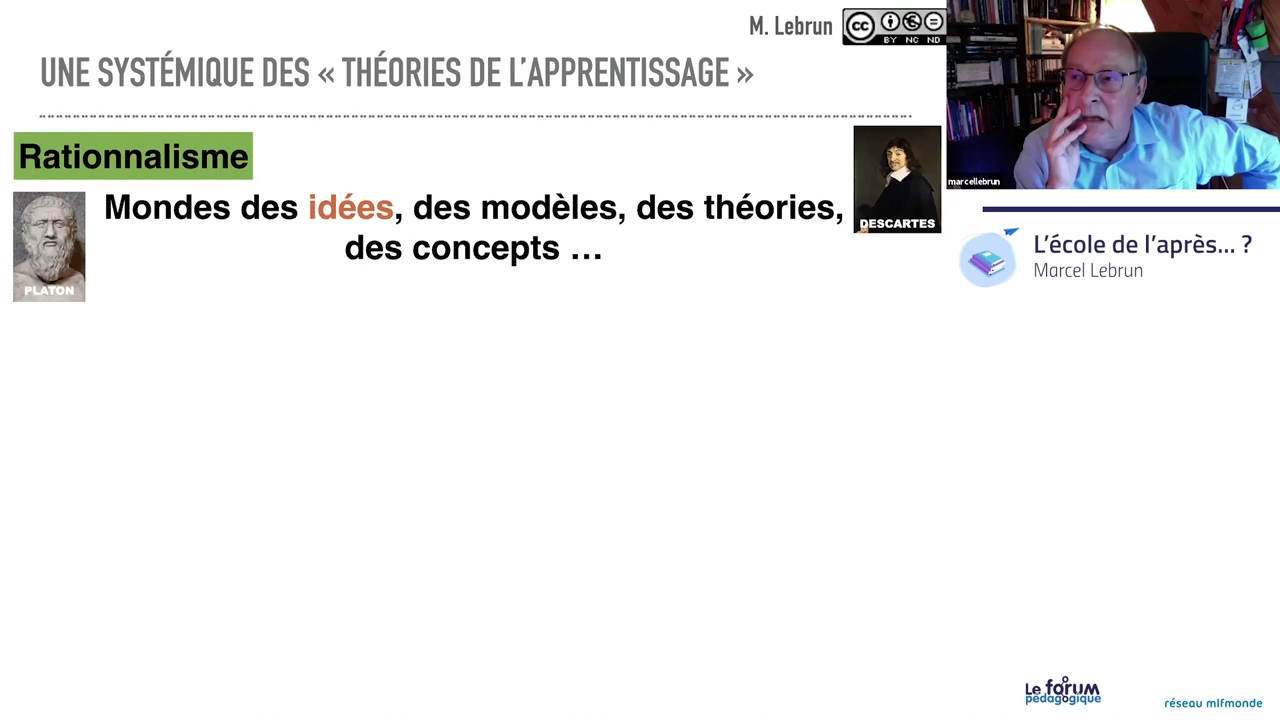 M. Lebrun
cc
BY NC ND
UNE SYSTÉMIQUE DES « THÉORIES DE L’APPRENTISSAGE »
Rationnalisme
Mondes des idées, des modèles, des théories,
des concepts …
PLATON
DESCARTES
marcellebrun
L’école de l’après... ?
Marcel Lebrun
Le forum
pédagogique
réseau mlfmonde